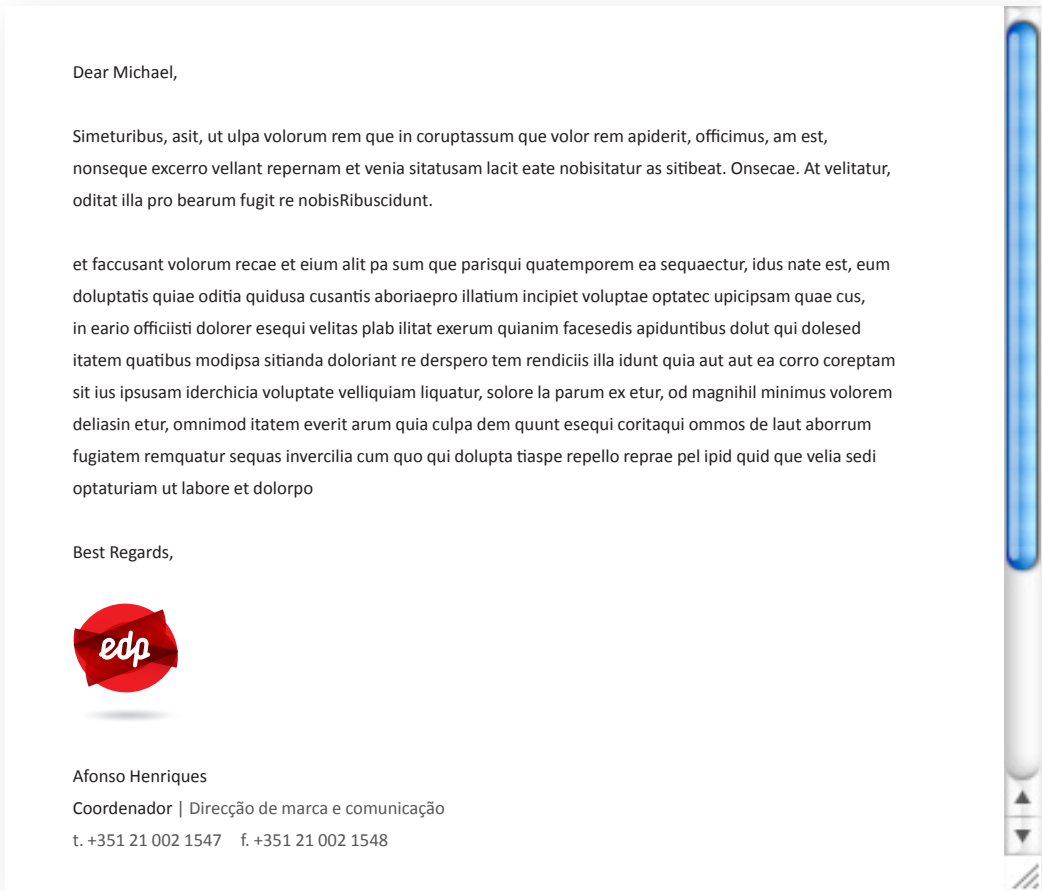 Dear Michael,
Simeturibus, asit, ut ulpa volorum rem que in coruptassum que volor rem apiderit, officimus, am est,
nonseque excerro vellant repernam et venia sitatusam lacit eate nobisitatur as sitibeat. Onsecae. At velitatur,
oditat illa pro bearum fugit re nobisRibuscidunt.
et faccusant volorum recae et eium alit pa sum que parisqui quatemporem ea sequaectur, idus nate est, eum
doluptatis quiae oditia quidusa cusantis aboriaepro illatium incipiet voluptae optatec upicipsam quae cus,
in eario officiisti dolorer esequi velitas plab ilitat exerum quianim facesedis apiduntibus dolut qui dolesed
itatem quatibus modipsa sitianda doloriant re derspero tem rendiciis illa idunt quia aut aut ea corro coreptam
sit ius ipsusam iderchicia voluptate velliquiam liquatur, solore la parum ex etur, od magnihil minimus volorem
deliasin etur, omnimod itatem everit arum quia culpa dem quunt esequi coritaqui ommos de laut aborrum
fugiatem remquatur sequas invercilia cum quo qui dolupta tiaspe repello reprae pel ipid quid que velia sedi
optaturiam ut labore et dolorpo
Best Regards,
edp
Afonso Henriques
Coordenador | Direcção de marca e comunicação
t. +351 21 002 1547 f. +351 21 002 1548